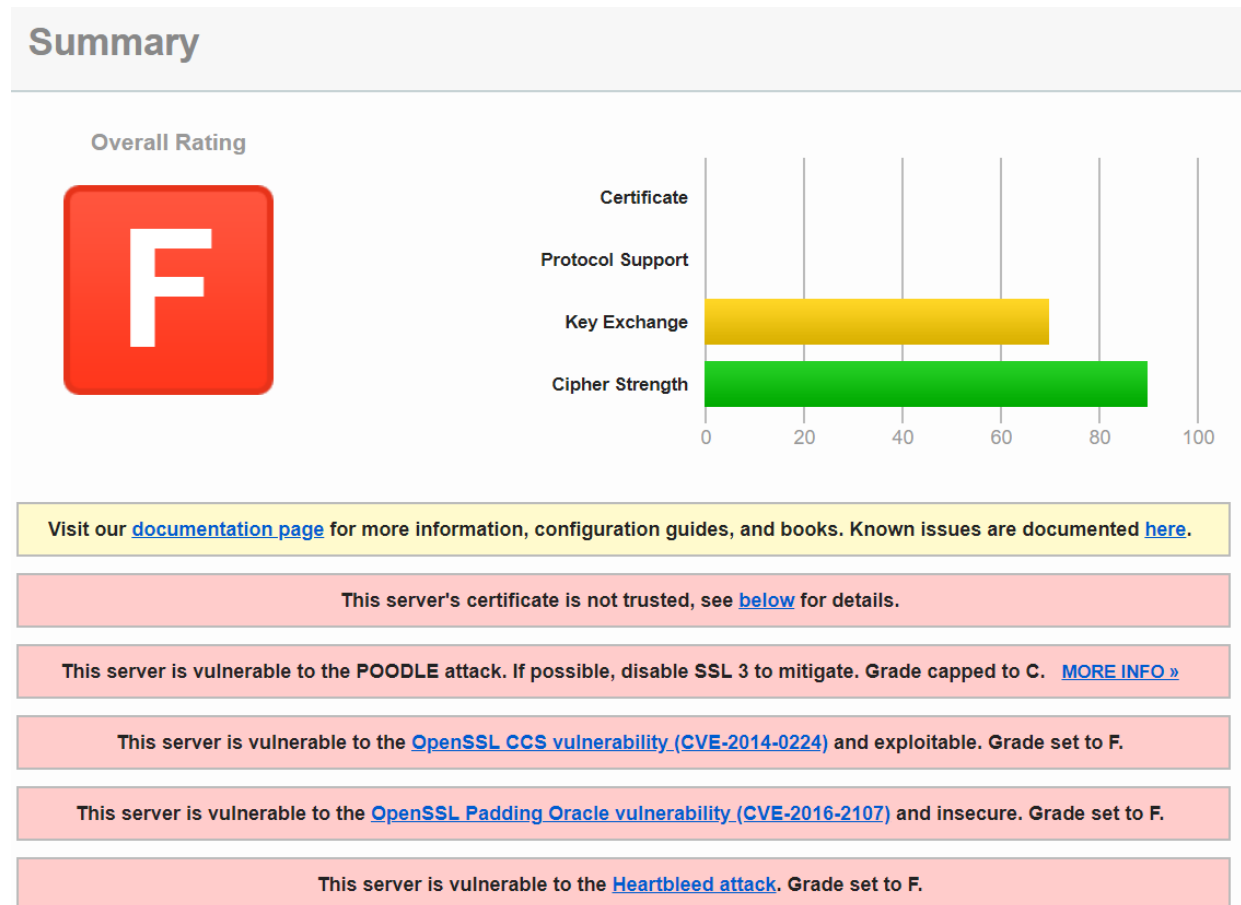 Summary
Overall Rating
F
Certificate
Protocol Support
Key Exchange
Cipher Strength
0 20 40 60 80 100
Visit our documentation page for more information, configuration guides, and books. Known issues are documented here.
This server's certificate is not trusted, see below for details.
This server is vulnerable to the POODLE attack. If possible, disable SSL 3 to mitigate. Grade capped to C. MORE INFO »
This server is vulnerable to the OpenSSL CCS vulnerability (CVE-2014-0224) and exploitable. Grade set to F.
This server is vulnerable to the OpenSSL Padding Oracle vulnerability (CVE-2016-2107) and insecure. Grade set to F.
This server is vulnerable to the Heartbleed attack. Grade set to F.